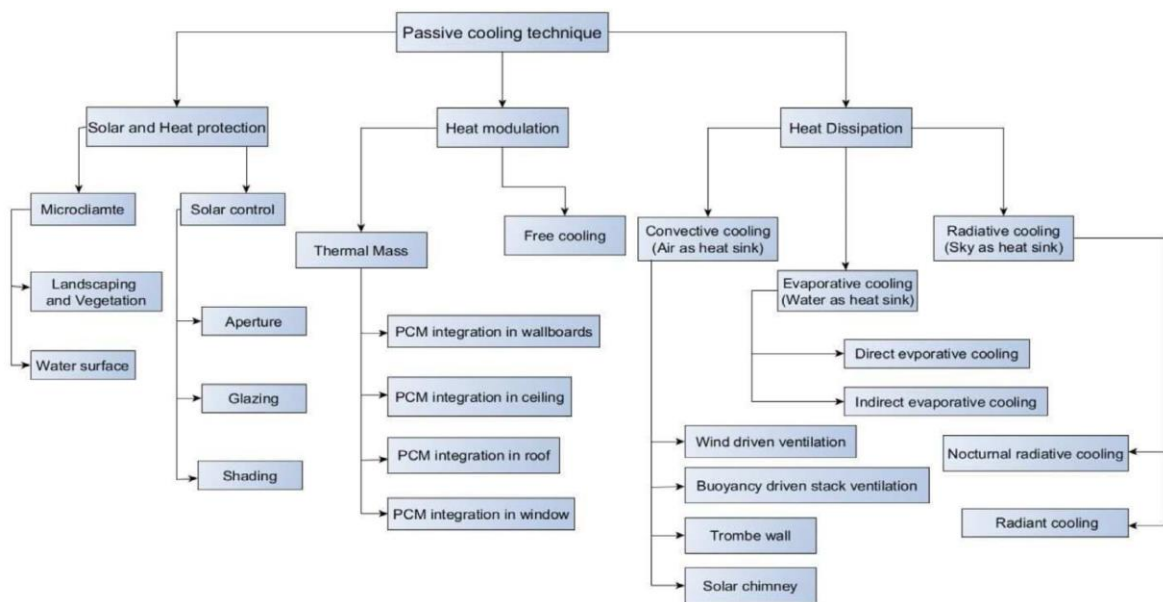 Passive cooling technique
Solar and Heat protection
Heat modulation
Heat Dissipation
Microcliamte
Solar control
Free cooling
Thermal Mass
Convective cooling
(Air as heat sink)
Radiative cooling
(Sky as heat sink)
Evaporative cooling
(Water as heat sink)
Landscaping
and Vegetation
Water surface
Aperture
Glazing
Shading
PCM integration in wallboards
PCM integration in ceiling
PCM integration in roof
PCM integration in window
Direct evporative cooling
Indirect evaporative cooling
Wind driven ventilation
Buoyancy driven stack ventilation
Trombe wall
Solar chimney
Nocturnal radiative cooling
Radiant cooling